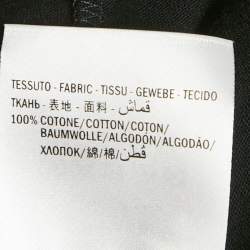 TESSUTO - FABRIC - TISSU - GEWEBE - TECIDO
ТКАНЬ - 表地 - 面料 - قماش
100% COTONE/COTTON/COTON/
BAUMWOLLE/ALGODÓN/ALGODÃO/
ХЛОПОК/綿/棉/قطن